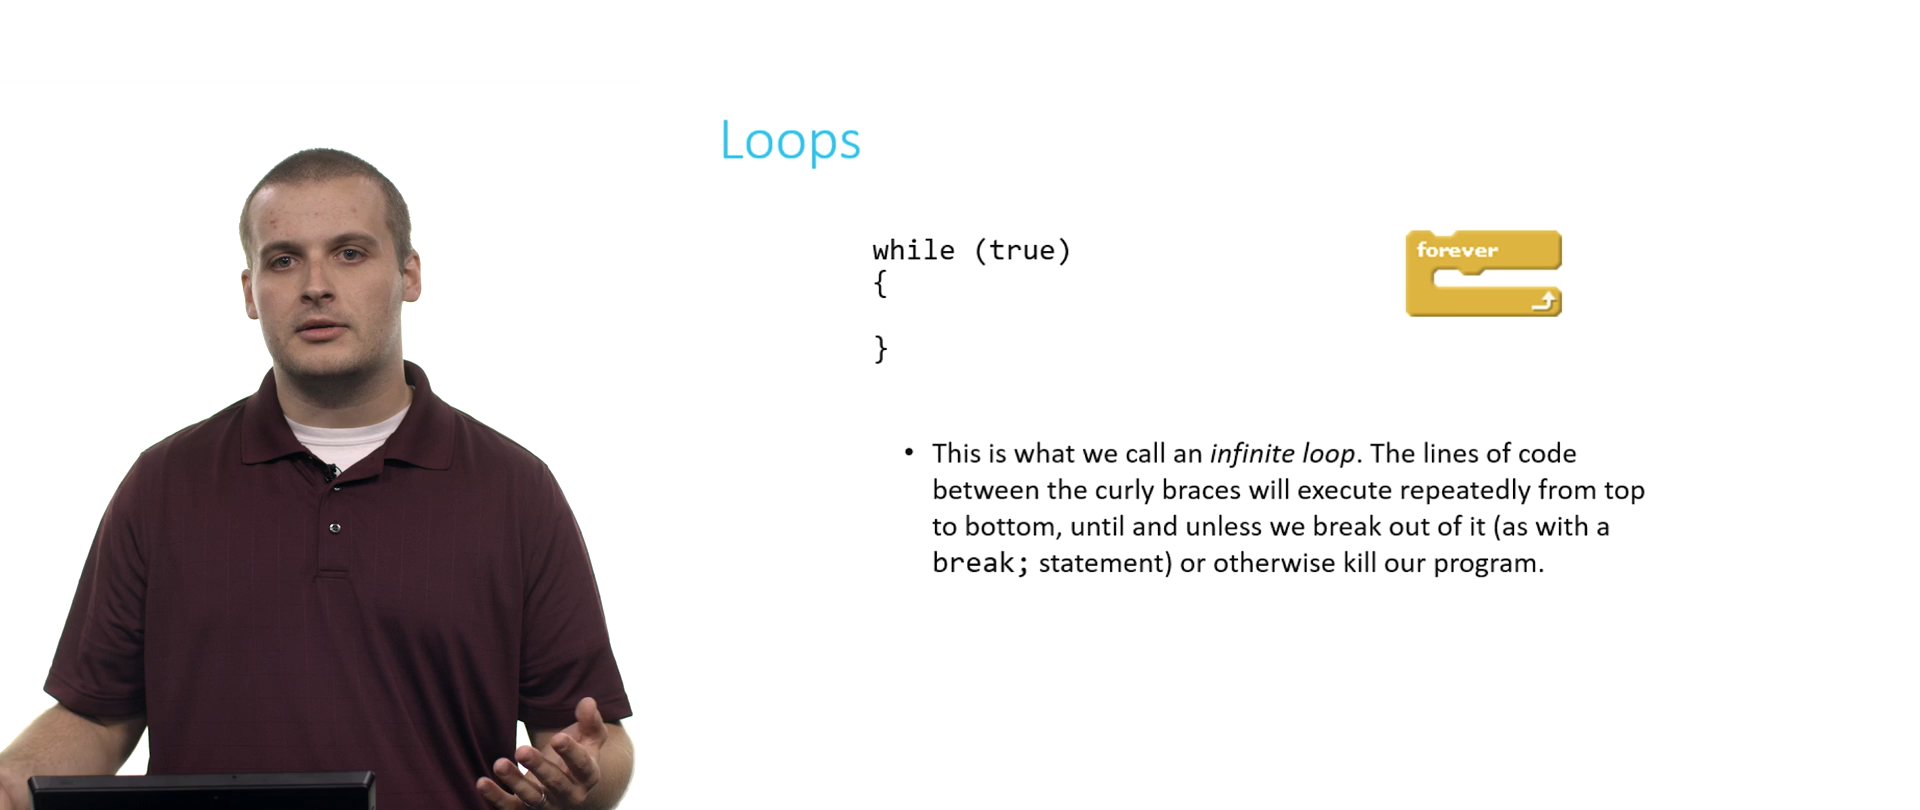 Loops
while (true)
{
}
forever
• This is what we call an infinite loop. The lines of code
between the curly braces will execute repeatedly from top
to bottom, until and unless we break out of it (as with a
break; statement) or otherwise kill our program.